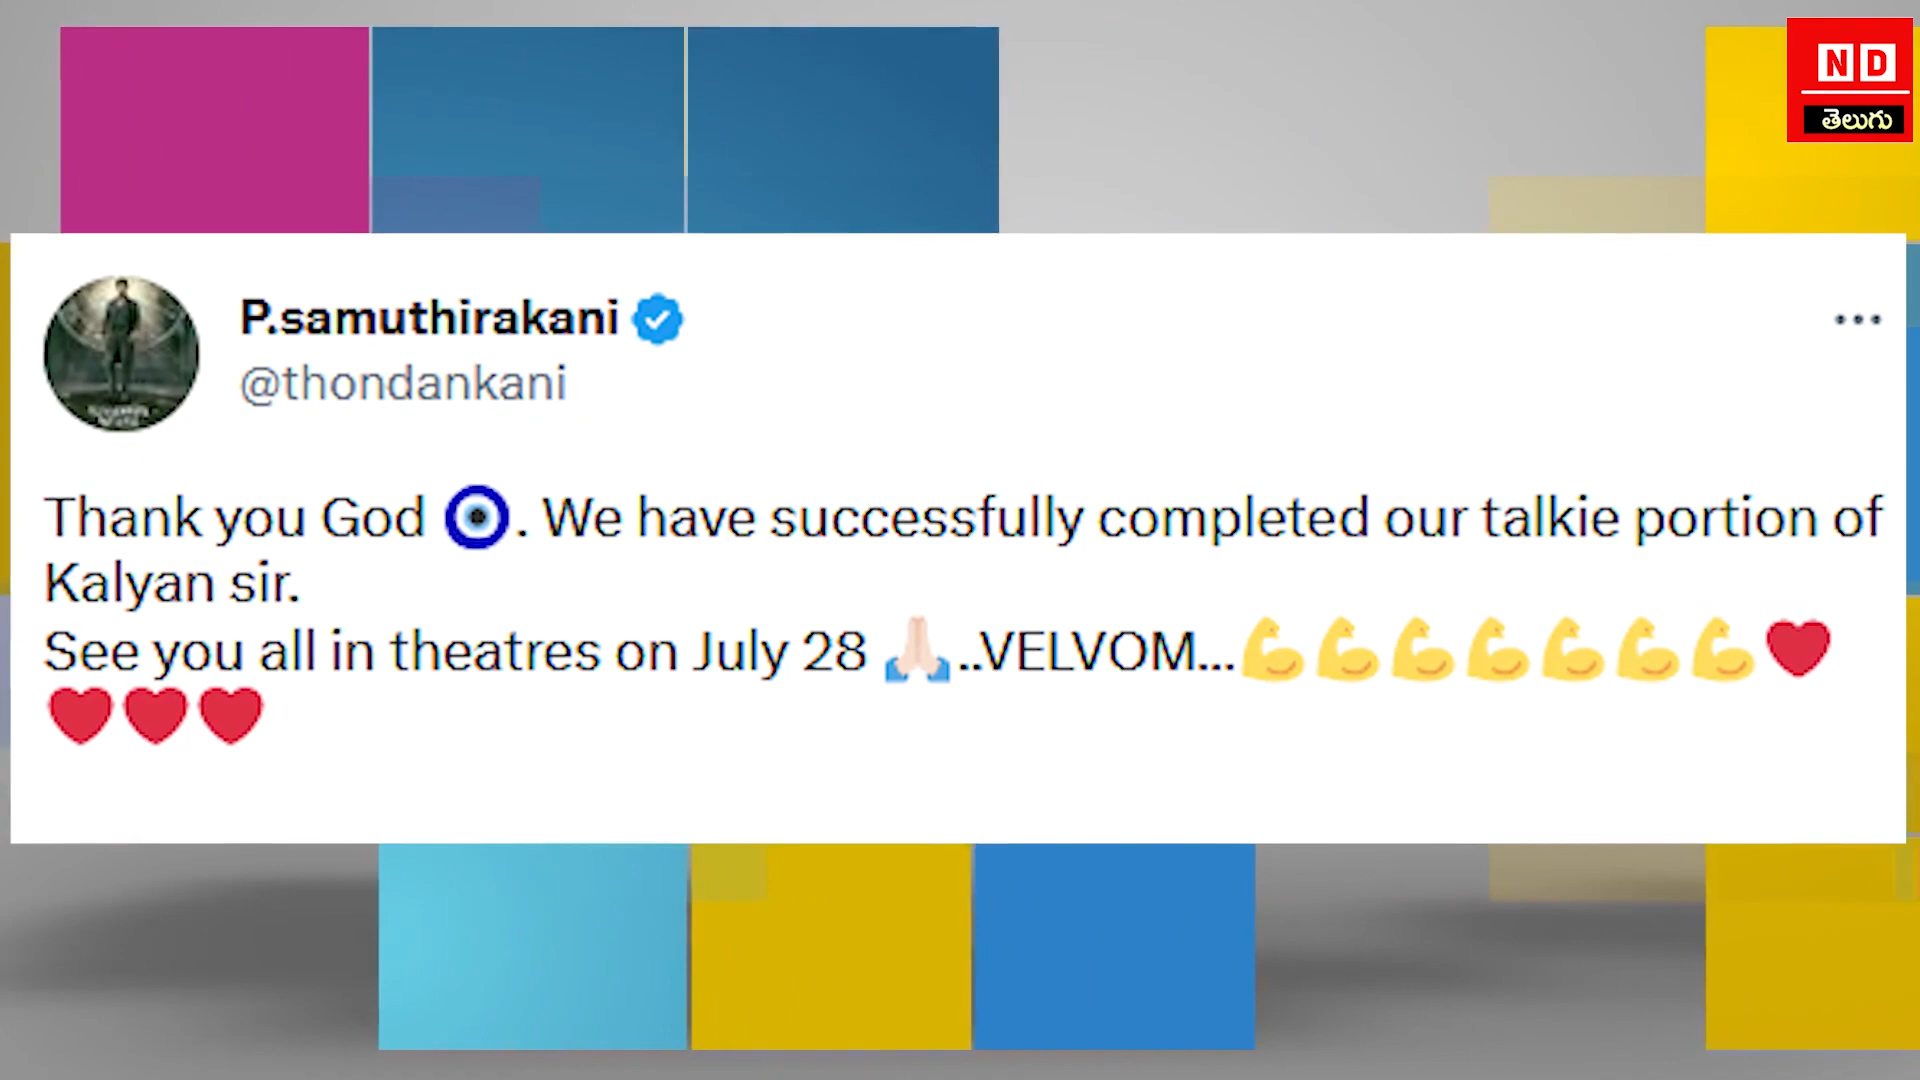 ND
తెలుగు
P.samuthirakani
@thondankani
Thank you God 🧿. We have successfully completed our talkie portion of
Kalyan sir.
See you all in theatres on July 28 🙏🏻..VELVOM...💪💪💪💪💪💪💪❤️
❤️❤️❤️